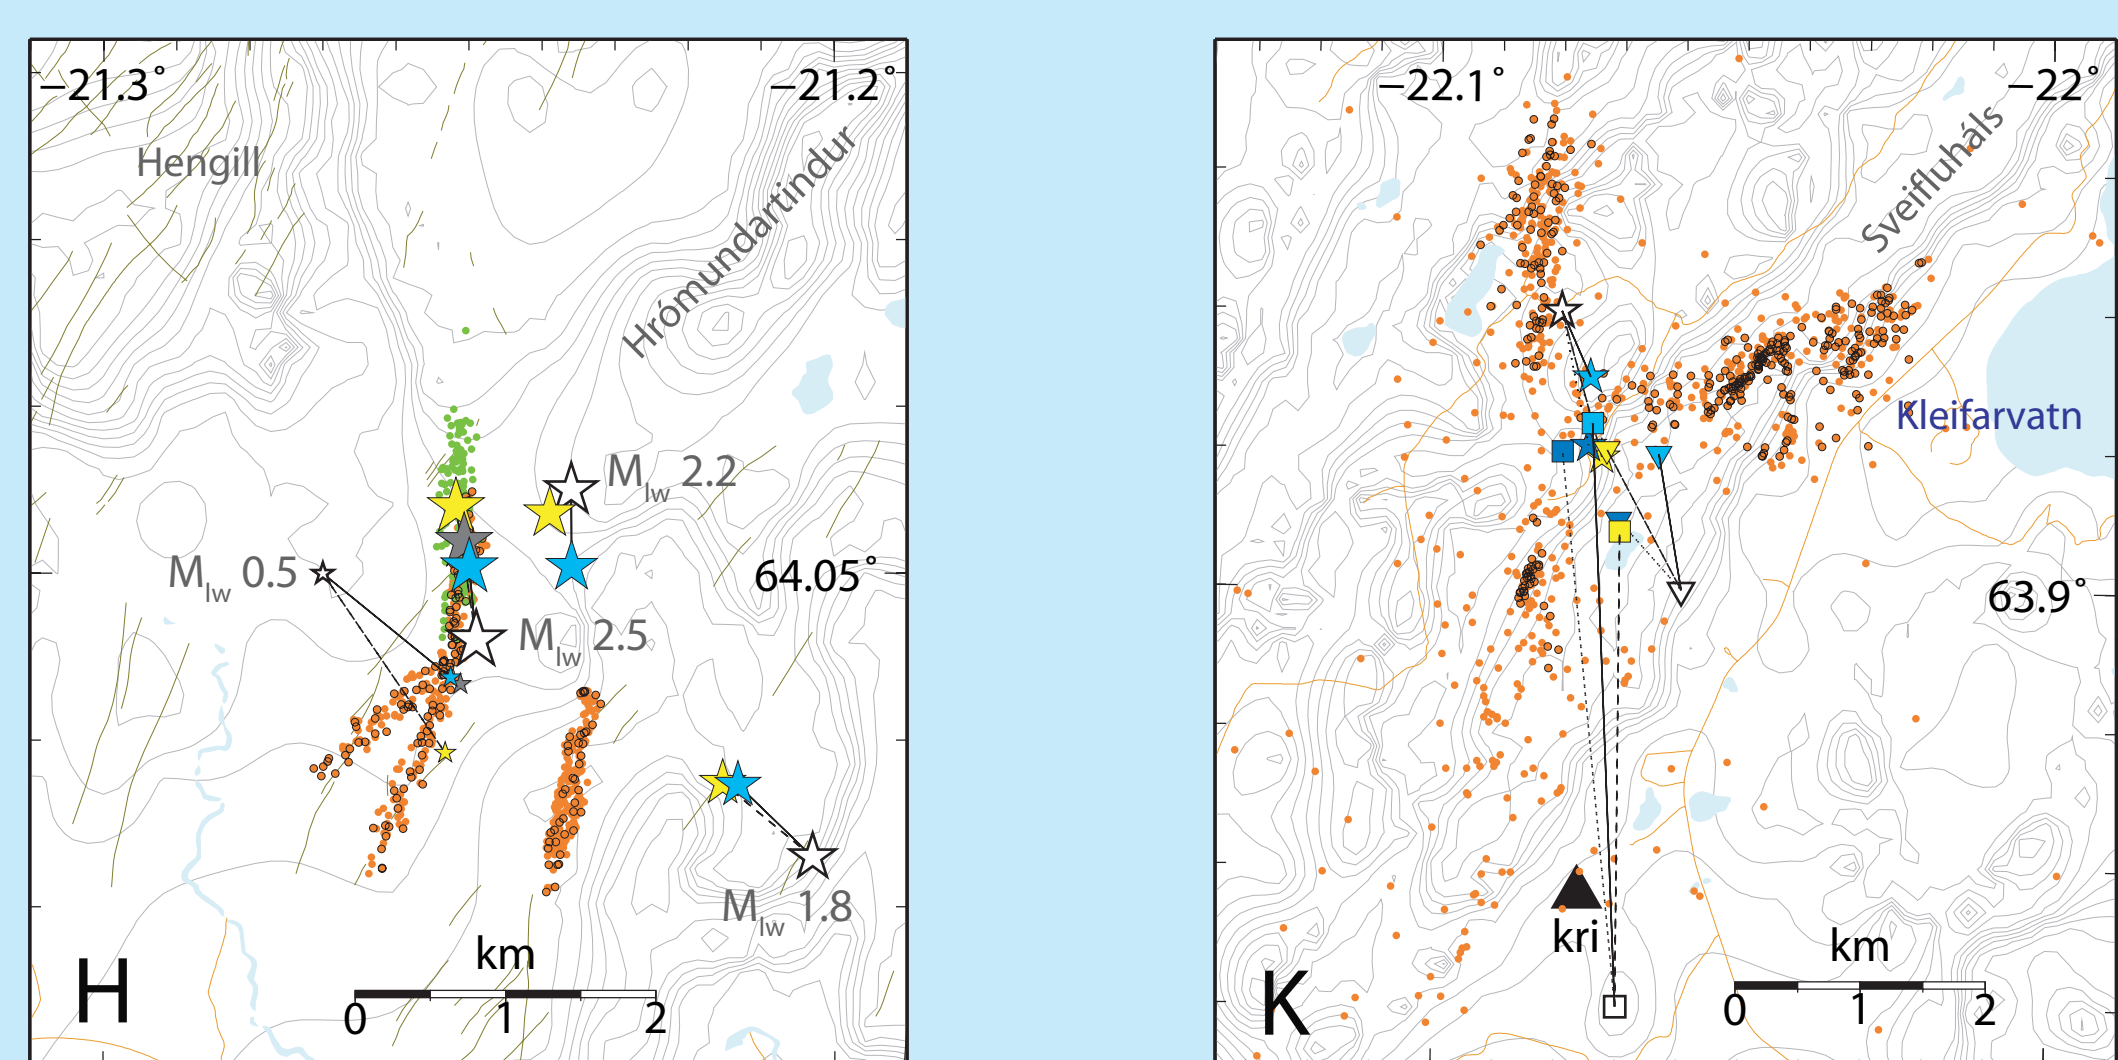 −21.3°
−21.2°
Hengill
Hrómundartindur
Mlw 2.2
Mlw 0.5
64.05°
Mlw 2.5
Mlw 1.8
km
0 1 2
H
−22.1°
−22°
Sveifluháls
Kleifarvatn
63.9°
kri
km
0 1 2
K